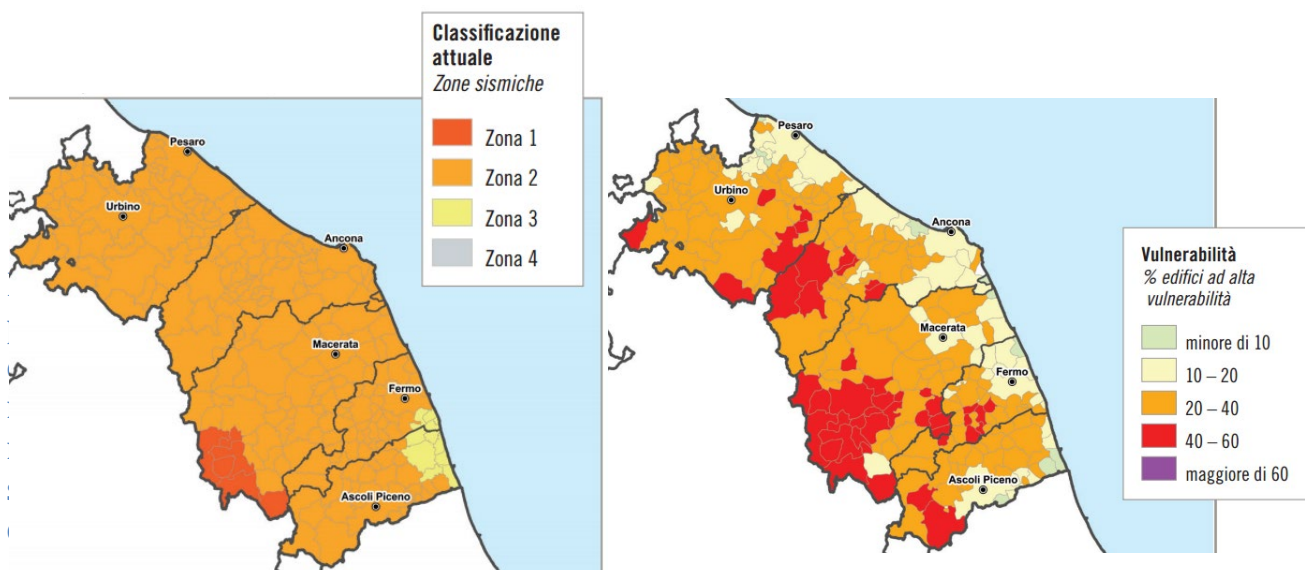 Classificazione
attuale
Zone sismiche
Zona 1
Zona 2
Zona 3
Zona 4
Pesaro
Urbino
Ancona
Macerata
Fermo
Ascoli Piceno
Pesaro
Urbino
Ancona
Macerata
Fermo
Ascoli Piceno
Vulnerabilità
% edifici ad alta
vulnerabilità
minore di 10
10 – 20
20 – 40
40 – 60
maggiore di 60